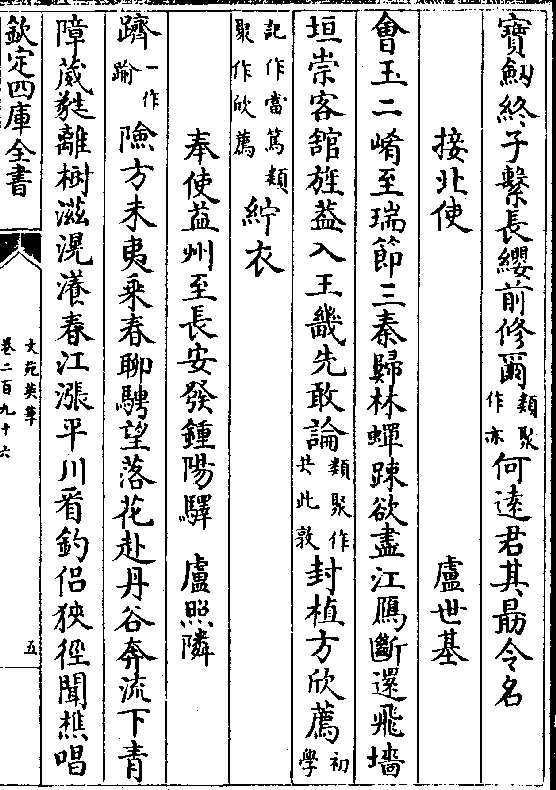 寶劔終子繫長纓前修爾類聚作亦何遠君其勗令名
接北使 盧世基
會玉二崤至瑞節三秦歸林蟬踈欲盡江鴈斷還飛墻
垣崇客舘旌葢入王畿先敢論類聚作共此敦封植方欣薦初學
記作當篤類聚作欣薦紵衣
奉使益州至長安發鍾陽驛 盧照隣
躋一作踰險方未夷乘春聊騁望落花赴丹谷奔流下青
障葳蕤離樹滋滉瀁春江漲平川看釣侶狹徑聞樵唱
欽定四庫全書
文苑英華
卷二百九十六
五